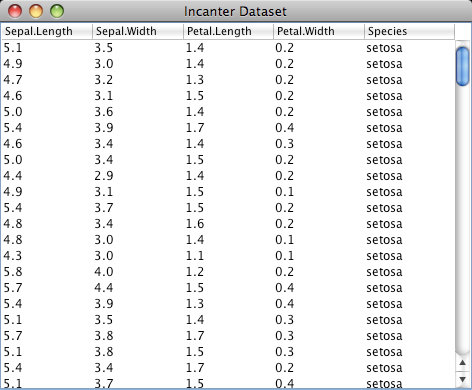 Incanter Dataset
Sepal.Length Sepal.Width Petal.Length Petal.Width Species
5.1 3.5 1.4 0.2 setosa
4.9 3.0 1.4 0.2 setosa
4.7 3.2 1.3 0.2 setosa
4.6 3.1 1.5 0.2 setosa
5.0 3.6 1.4 0.2 setosa
5.4 3.9 1.7 0.4 setosa
4.6 3.4 1.4 0.3 setosa
5.0 3.4 1.5 0.2 setosa
4.4 2.9 1.4 0.2 setosa
4.9 3.1 1.5 0.1 setosa
5.4 3.7 1.5 0.2 setosa
4.8 3.4 1.6 0.2 setosa
4.8 3.0 1.4 0.1 setosa
4.3 3.0 1.1 0.1 setosa
5.8 4.0 1.2 0.2 setosa
5.7 4.4 1.5 0.4 setosa
5.4 3.9 1.3 0.4 setosa
5.1 3.5 1.4 0.3 setosa
5.7 3.8 1.7 0.3 setosa
5.1 3.8 1.5 0.3 setosa
5.4 3.4 1.7 0.2 setosa
5.1 3.7 1.5 0.4 setosa